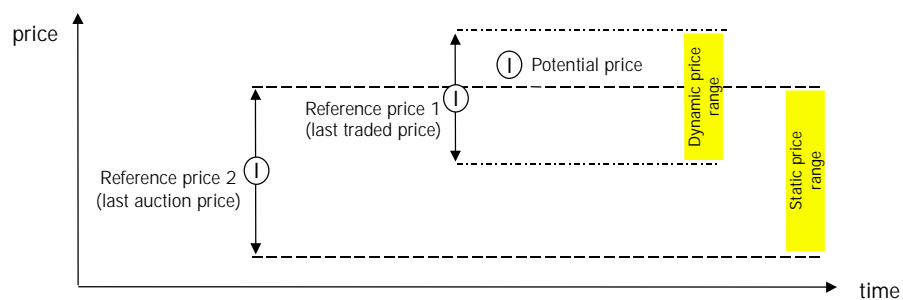 price
Potential price
Reference price 1
(last traded price)
Dynamic price
range
Reference price 2
(last auction price)
Static price
range
time